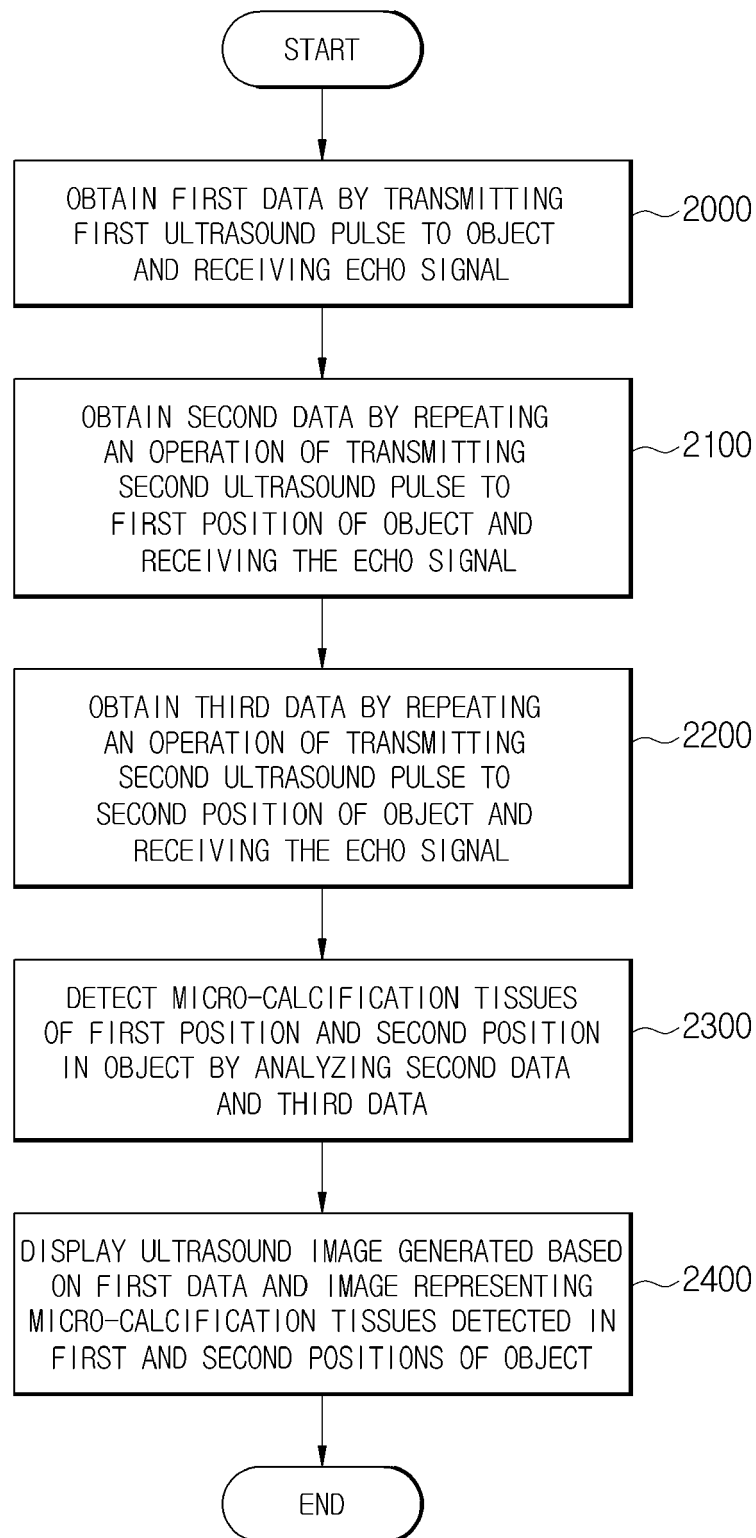 START
OBTAIN FIRST DATA BY TRANSMITTING
FIRST ULTRASOUND PULSE TO OBJECT
AND RECEIVING ECHO SIGNAL
2000
OBTAIN SECOND DATA BY REPEATING
AN OPERATION OF TRANSMITTING
SECOND ULTRASOUND PULSE TO
FIRST POSITION OF OBJECT AND
RECEIVING THE ECHO SIGNAL
2100
OBTAIN THIRD DATA BY REPEATING
AN OPERATION OF TRANSMITTING
SECOND ULTRASOUND PULSE TO
SECOND POSITION OF OBJECT AND
RECEIVING THE ECHO SIGNAL
2200
DETECT MICRO-CALCIFICATION TISSUES
OF FIRST POSITION AND SECOND POSITION
IN OBJECT BY ANALYZING SECOND DATA
AND THIRD DATA
2300
DISPLAY ULTRASOUND IMAGE GENERATED BASED
ON FIRST DATA AND IMAGE REPRESENTING
MICRO-CALCIFICATION TISSUES DETECTED IN
FIRST AND SECOND POSITIONS OF OBJECT
2400
END